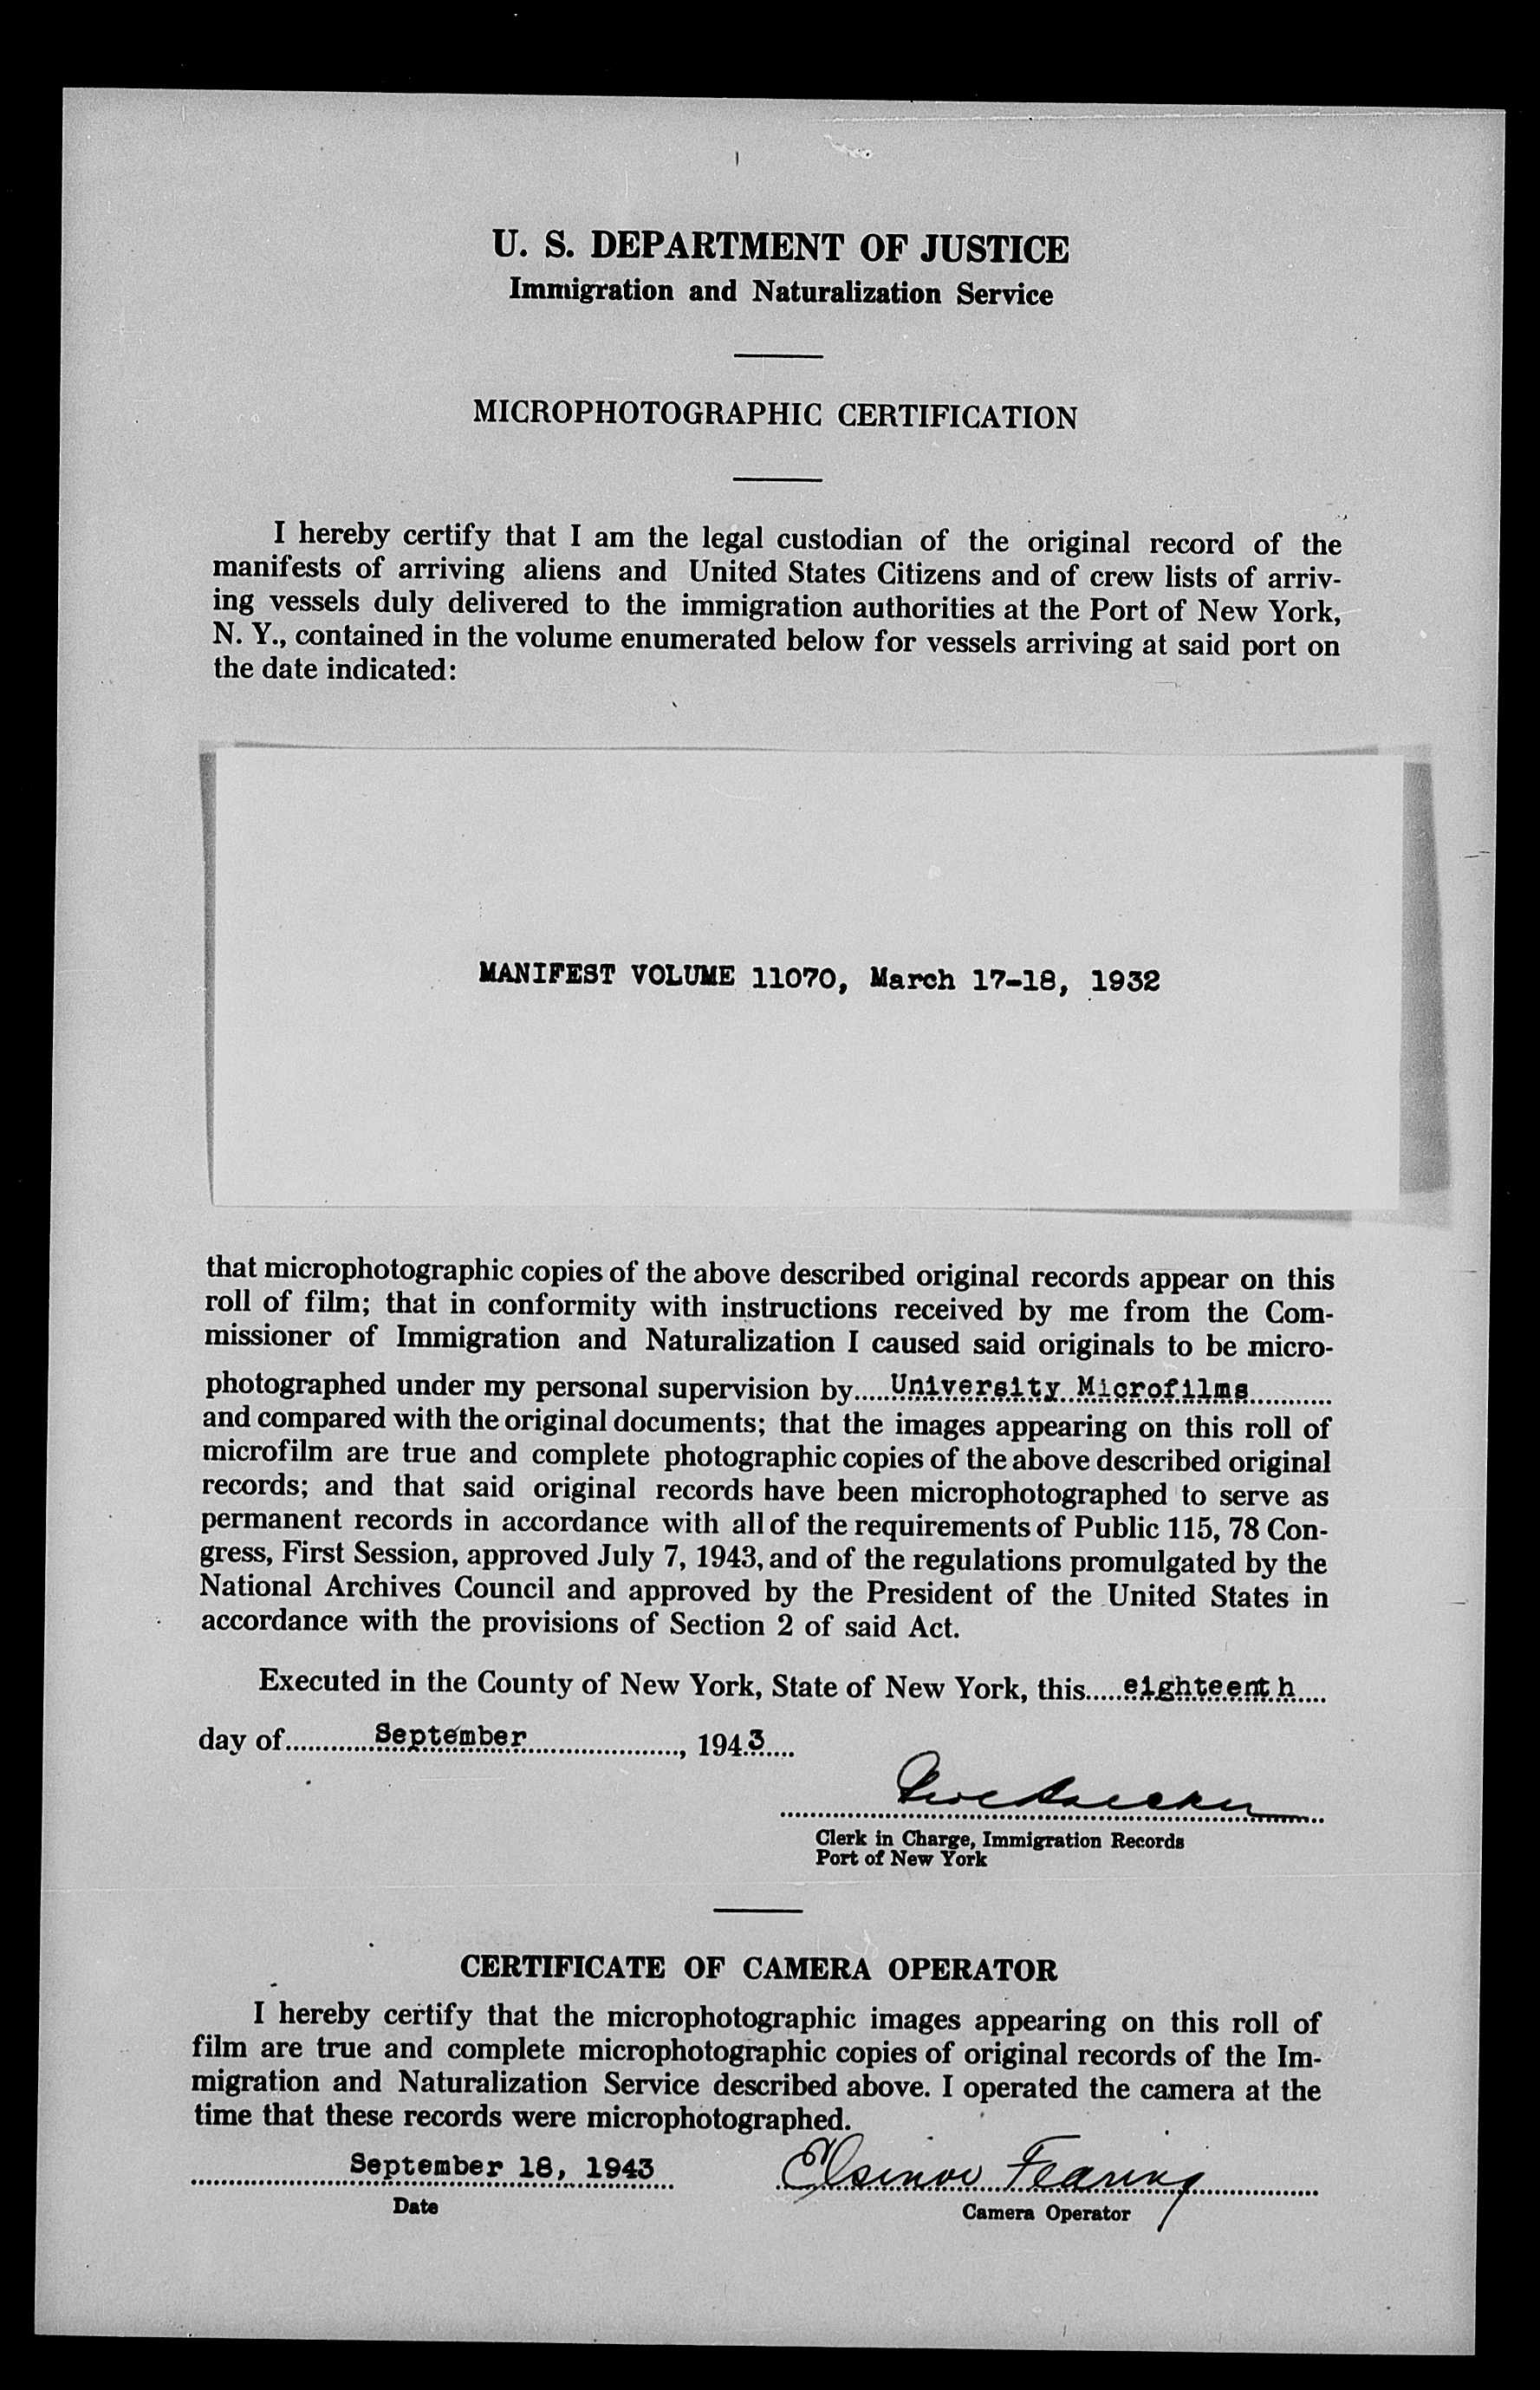 U. S. DEPARTMENT OF JUSTICE
Immigration and Naturalization Service
MICROPHOTOGRAPHIC CERTIFICATION
I hereby certify that I am the legal custodian of the original record of the
manifests of arriving aliens and United States Citizens and of crew lists of arriv-
ing vessels duly delivered to the immigration authorities at the Port of New York,
N. Y., contained in the volume enumerated below for vessels arriving at said port on
the date indicated:
MANIFEST VOLUME 11070, March 17-18, 1932
that microphotographic copies of the above described original records appear on this
roll of film; that in conformity with instructions received by me from the Com-
missioner of Immigration and Naturalization I caused said originals to be micro-
photographed under my personal supervision by.....University Microfilms...........
and compared with the original documents; that the images appearing on this roll of
microfilm are true and complete photographic copies of the above described original
records; and that said original records have been microphotographed to serve as
permanent records in accordance with all of the requirements of Public 115, 78 Con-
gress, First Session, approved July 7, 1943, and of the regulations promulgated by the
National Archives Council and approved by the President of the United States in
accordance with the provisions of Section 2 of said Act.
Executed in the County of New York, State of New York, this.....eighteenth....
day of............September......................, 1943....
Clerk in Charge, Immigration Records
Port of New York
CERTIFICATE OF CAMERA OPERATOR
I hereby certify that the microphotographic images appearing on this roll of
film are true and complete microphotographic copies of original records of the Im-
migration and Naturalization Service described above. I operated the camera at the
time that these records were microphotographed.
September 18, 1943 Elsinor Fearing
Date Camera Operator